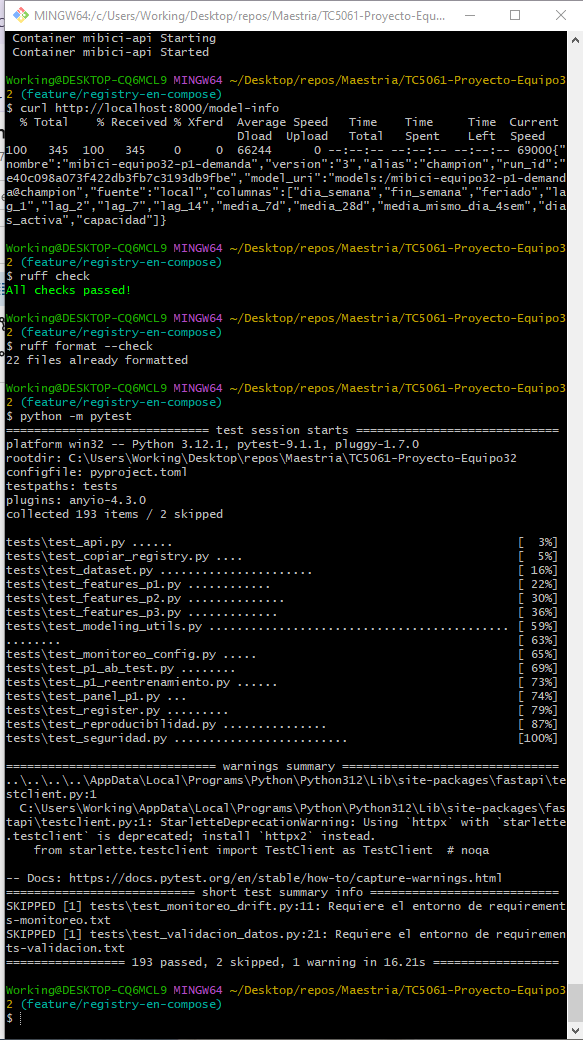 MINGW64:/c/Users/Working/Desktop/repos/Maestria/TC5061-Proyecto-Equ...
 Container mibici-api Starting
 Container mibici-api Started

Working@DESKTOP-CQ6MCL9 MINGW64 ~/Desktop/repos/Maestria/TC5061-Proyecto-Equipo3
2 (feature/registry-en-compose)
$ curl http://localhost:8000/model-info
  % Total    % Received % Xferd  Average Speed   Time    Time     Time  Current
                                 Dload  Upload   Total   Spent    Left  Speed
100   345  100   345    0     0  66244      0 --:--:-- --:--:-- --:--:-- 69000{"
nombre":"mibici-equipo32-p1-demanda","version":"3","alias":"champion","run_id":"
e40c098a073f422db3fb7c3193db9fbe","model_uri":"models:/mibici-equipo32-p1-demand
a@champion","fuente":"local","columnas":["dia_semana","fin_semana","feriado","la
g_1","lag_2","lag_7","lag_14","media_7d","media_28d","media_mismo_dia_4sem","dia
s_activa","capacidad"]}

Working@DESKTOP-CQ6MCL9 MINGW64 ~/Desktop/repos/Maestria/TC5061-Proyecto-Equipo3
2 (feature/registry-en-compose)
$ ruff check
All checks passed!

Working@DESKTOP-CQ6MCL9 MINGW64 ~/Desktop/repos/Maestria/TC5061-Proyecto-Equipo3
2 (feature/registry-en-compose)
$ ruff format --check
22 files already formatted

Working@DESKTOP-CQ6MCL9 MINGW64 ~/Desktop/repos/Maestria/TC5061-Proyecto-Equipo3
2 (feature/registry-en-compose)
$ python -m pytest
============================= test session starts =============================
platform win32 -- Python 3.12.1, pytest-9.1.1, pluggy-1.7.0
rootdir: C:\Users\Working\Desktop\repos\Maestria\TC5061-Proyecto-Equipo32
configfile: pyproject.toml
testpaths: tests
plugins: anyio-4.3.0
collected 193 items / 2 skipped

tests\test_api.py ......                                                 [  3%]
tests\test_copiar_registry.py ....                                       [  5%]
tests\test_dataset.py ......................                             [ 16%]
tests\test_features_p1.py ............                                   [ 22%]
tests\test_features_p2.py ..............                                 [ 30%]
tests\test_features_p3.py ............                                   [ 36%]
tests\test_modeling_utils.py ........................................... [ 59%]
........                                                                 [ 63%]
tests\test_monitoreo_config.py .....                                     [ 65%]
tests\test_p1_ab_test.py ........                                        [ 69%]
tests\test_p1_reentrenamiento.py ......                                  [ 73%]
tests\test_panel_p1.py ...                                               [ 74%]
tests\test_register.py .........                                         [ 79%]
tests\test_reproducibilidad.py ...............                           [ 87%]
tests\test_seguridad.py ........................                         [100%]

============================== warnings summary ===============================
..\..\..\..\..\AppData\Local\Programs\Python\Python312\Lib\site-packages\fastapi\te
stclient.py:1
  C:\Users\Working\AppData\Local\Programs\Python\Python312\Lib\site-packages\fas
tapi\testclient.py:1: StarletteDeprecationWarning: Using `httpx` with `starlette
.testclient` is deprecated; install `httpx2` instead.
    from starlette.testclient import TestClient as TestClient  # noqa

-- Docs: https://docs.pytest.org/en/stable/how-to/capture-warnings.html
=========================== short test summary info ===========================
SKIPPED [1] tests\test_monitoreo_drift.py:11: Requiere el entorno de requirement
s-monitoreo.txt
SKIPPED [1] tests\test_validacion_datos.py:21: Requiere el entorno de requiremen
ts-validacion.txt
================= 193 passed, 2 skipped, 1 warning in 16.21s ==================

Working@DESKTOP-CQ6MCL9 MINGW64 ~/Desktop/repos/Maestria/TC5061-Proyecto-Equipo3
2 (feature/registry-en-compose)
$